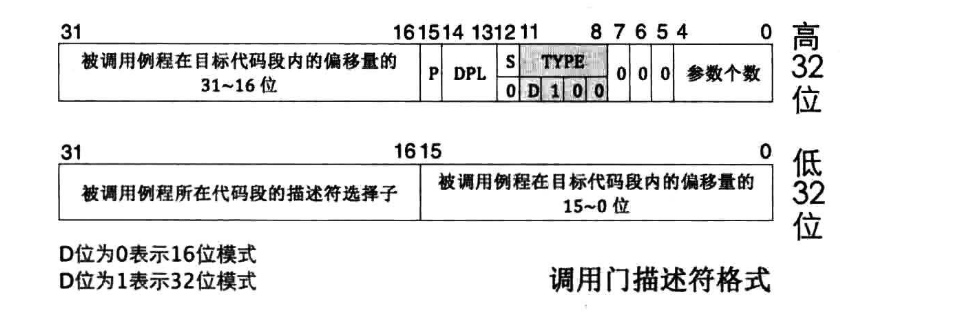 31 16 15 14 13 12 11 8 7 6 5 4 0
被调用例程在目标代码段内的偏移量的
31~16 位
P DPL S TYPE 0 0 0 参数个数
0 D 1 0 0
高32位
31 16 15 0
被调用例程所在代码段的描述符选择子
被调用例程在目标代码段内的偏移量的
15~0 位
低32位
D位为0表示16位模式
D位为1表示32位模式
调用门描述符格式